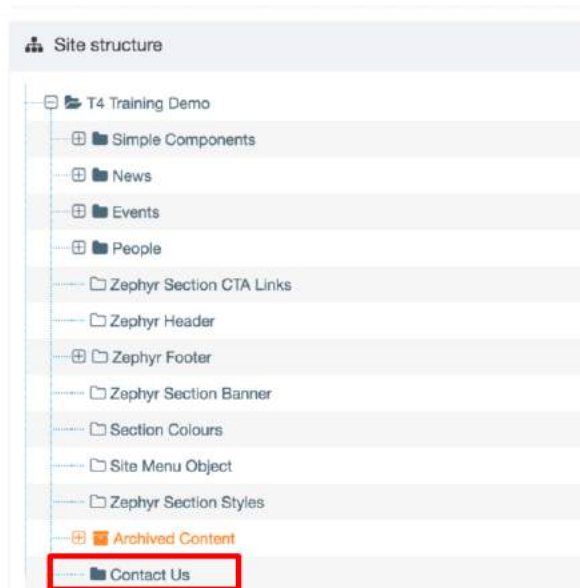 Site structure
T4 Training Demo
Simple Components
News
Events
People
Zephyr Section CTA Links
Zephyr Header
Zephyr Footer
Zephyr Section Banner
Section Colours
Site Menu Object
Zephyr Section Styles
Archived Content
Contact Us